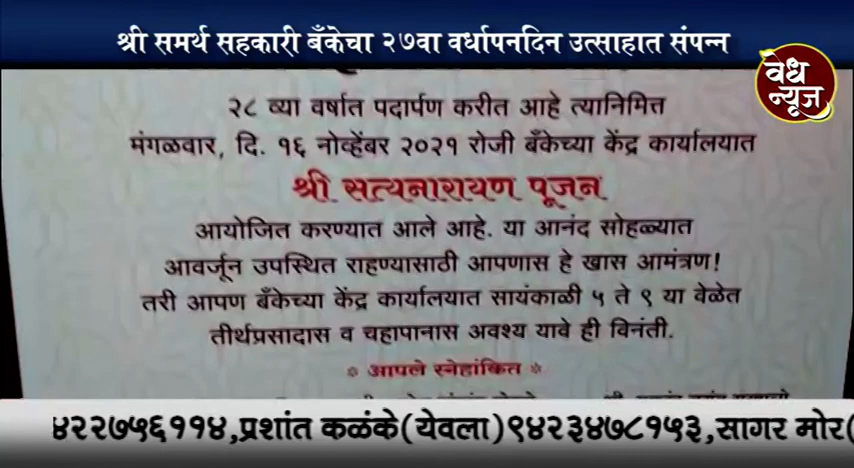 श्री समर्थ सहकारी बँकेचा २७वा वर्धापनदिन उत्साहात संपन्न
वेध
न्यूज
२८ व्या वर्षात पदार्पण करीत आहे त्यानिमित्त
मंगळवार, दि. १६ नोव्हेंबर २०२१ रोजी बँकेच्या केंद्र कार्यालयात
श्री सत्यनारायण पूजन
आयोजित करण्यात आले आहे. या आनंद सोहळ्यात
आवर्जून उपस्थित राहण्यासाठी आपणास हे खास आमंत्रण!
तरी आपण बँकेच्या केंद्र कार्यालयात सायंकाळी ५ ते ९ या वेळेत
तीर्थप्रसादास व चहापानास अवश्य यावे ही विनंती.
❊ आपले स्नेहांकित ❊
४२२७५६११४,प्रशांत कळंके(येवला)९४२३४७८१५३,सागर मोर(